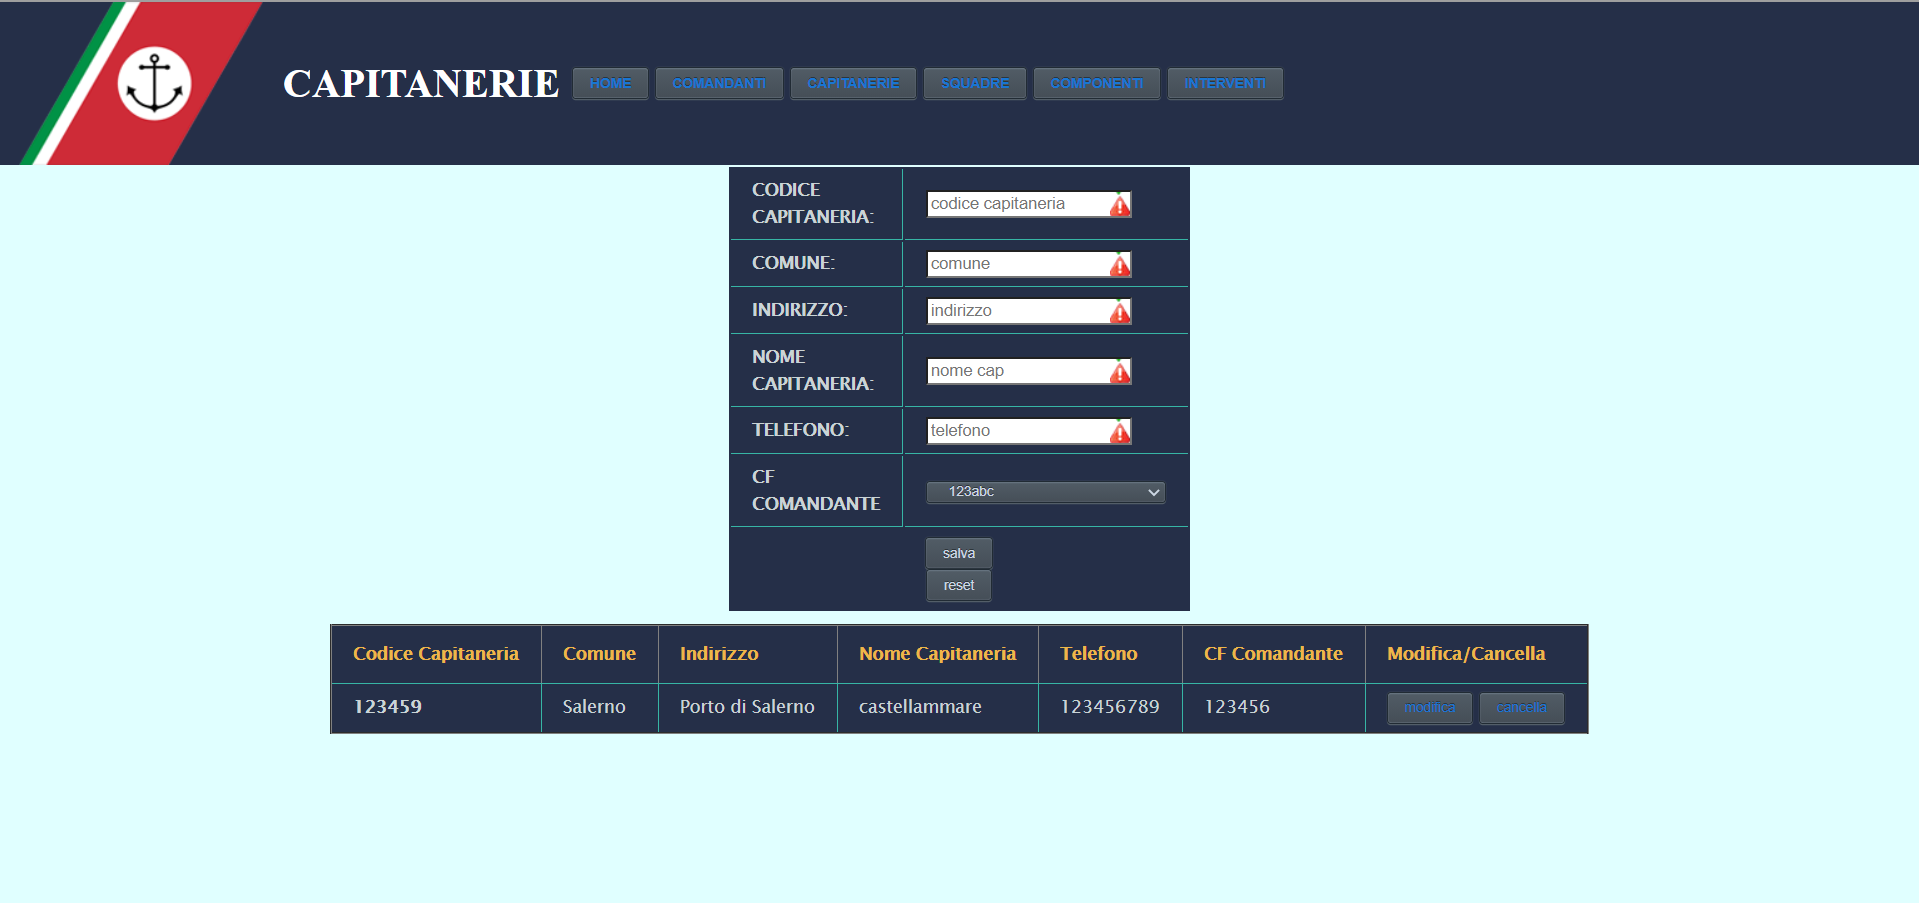 CAPITANERIE HOME COMANDANTI CAPITANERIE SQUADRE COMPONENTI INTERVENTI
CODICE
CAPITANERIA:
codice capitaneria
COMUNE:
comune
INDIRIZZO:
indirizzo
NOME
CAPITANERIA:
nome cap
TELEFONO:
telefono
CF
COMANDANTE
123abc
salva
reset
Codice Capitaneria Comune Indirizzo Nome Capitaneria Telefono CF Comandante Modifica/Cancella
123459 Salerno Porto di Salerno castellammare 123456789 123456 modifica cancella